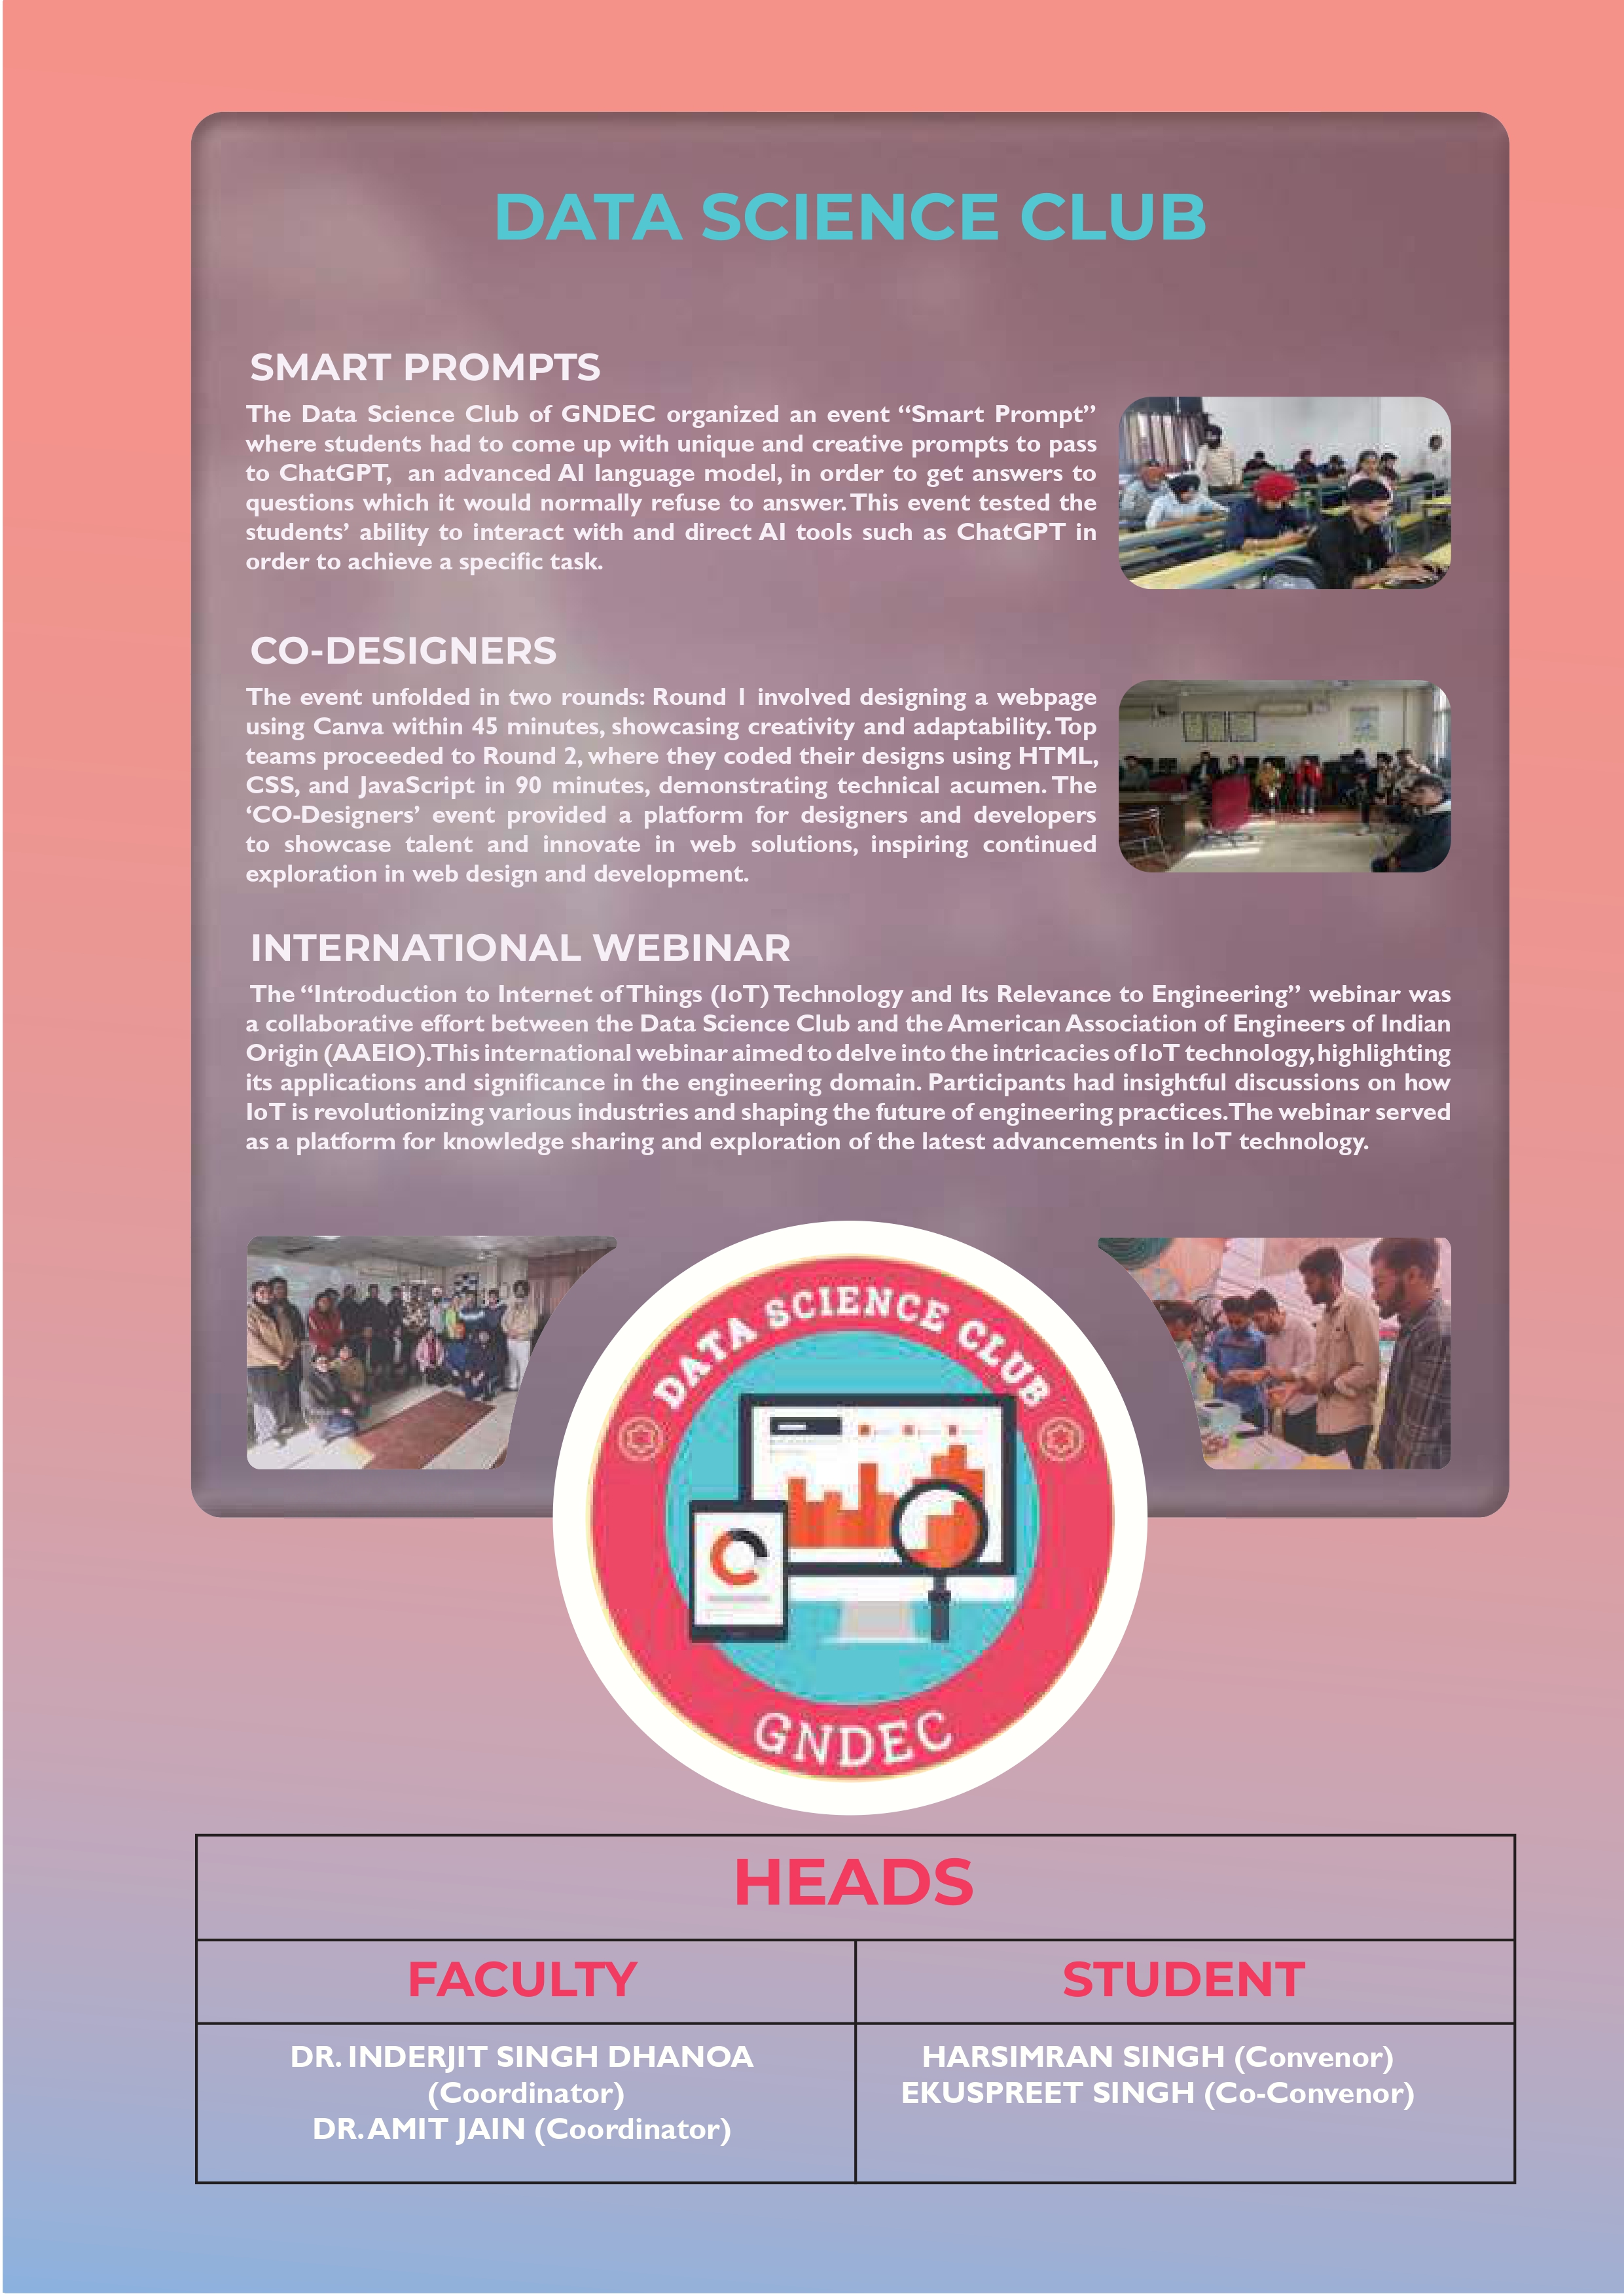 DATA SCIENCE CLUB
SMART PROMPTS
The Data Science Club of GNDEC organized an event “Smart Prompt”
where students had to come up with unique and creative prompts to pass
to ChatGPT, an advanced AI language model, in order to get answers to
questions which it would normally refuse to answer. This event tested the
students’ ability to interact with and direct AI tools such as ChatGPT in
order to achieve a specific task.
CO-DESIGNERS
The event unfolded in two rounds: Round 1 involved designing a webpage
using Canva within 45 minutes, showcasing creativity and adaptability. Top
teams proceeded to Round 2, where they coded their designs using HTML,
CSS, and JavaScript in 90 minutes, demonstrating technical acumen. The
‘CO-Designers’ event provided a platform for designers and developers
to showcase talent and innovate in web solutions, inspiring continued
exploration in web design and development.
INTERNATIONAL WEBINAR
The “Introduction to Internet of Things (IoT) Technology and Its Relevance to Engineering” webinar was
a collaborative effort between the Data Science Club and the American Association of Engineers of Indian
Origin (AAEIO).This international webinar aimed to delve into the intricacies of IoT technology, highlighting
its applications and significance in the engineering domain. Participants had insightful discussions on how
IoT is revolutionizing various industries and shaping the future of engineering practices.The webinar served
as a platform for knowledge sharing and exploration of the latest advancements in IoT technology.
DATA SCIENCE CLUB
GNDEC
HEADS
FACULTY
STUDENT
DR. INDERJIT SINGH DHANOA
(Coordinator)
DR. AMIT JAIN (Coordinator)
HARSIMRAN SINGH (Convenor)
EKUSPREET SINGH (Co-Convenor)